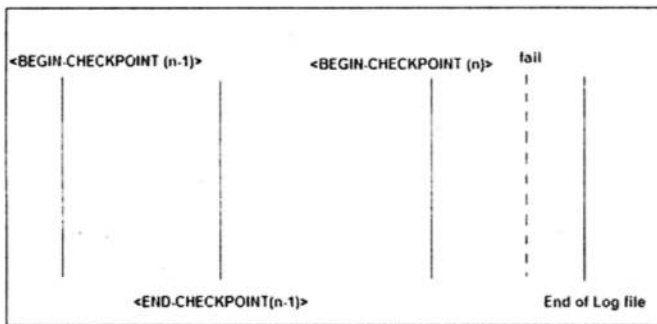 <BEGIN-CHECKPOINT (n-1)>
<BEGIN-CHECKPOINT (n)>
fail
<END-CHECKPOINT(n-1)>
End of Log file